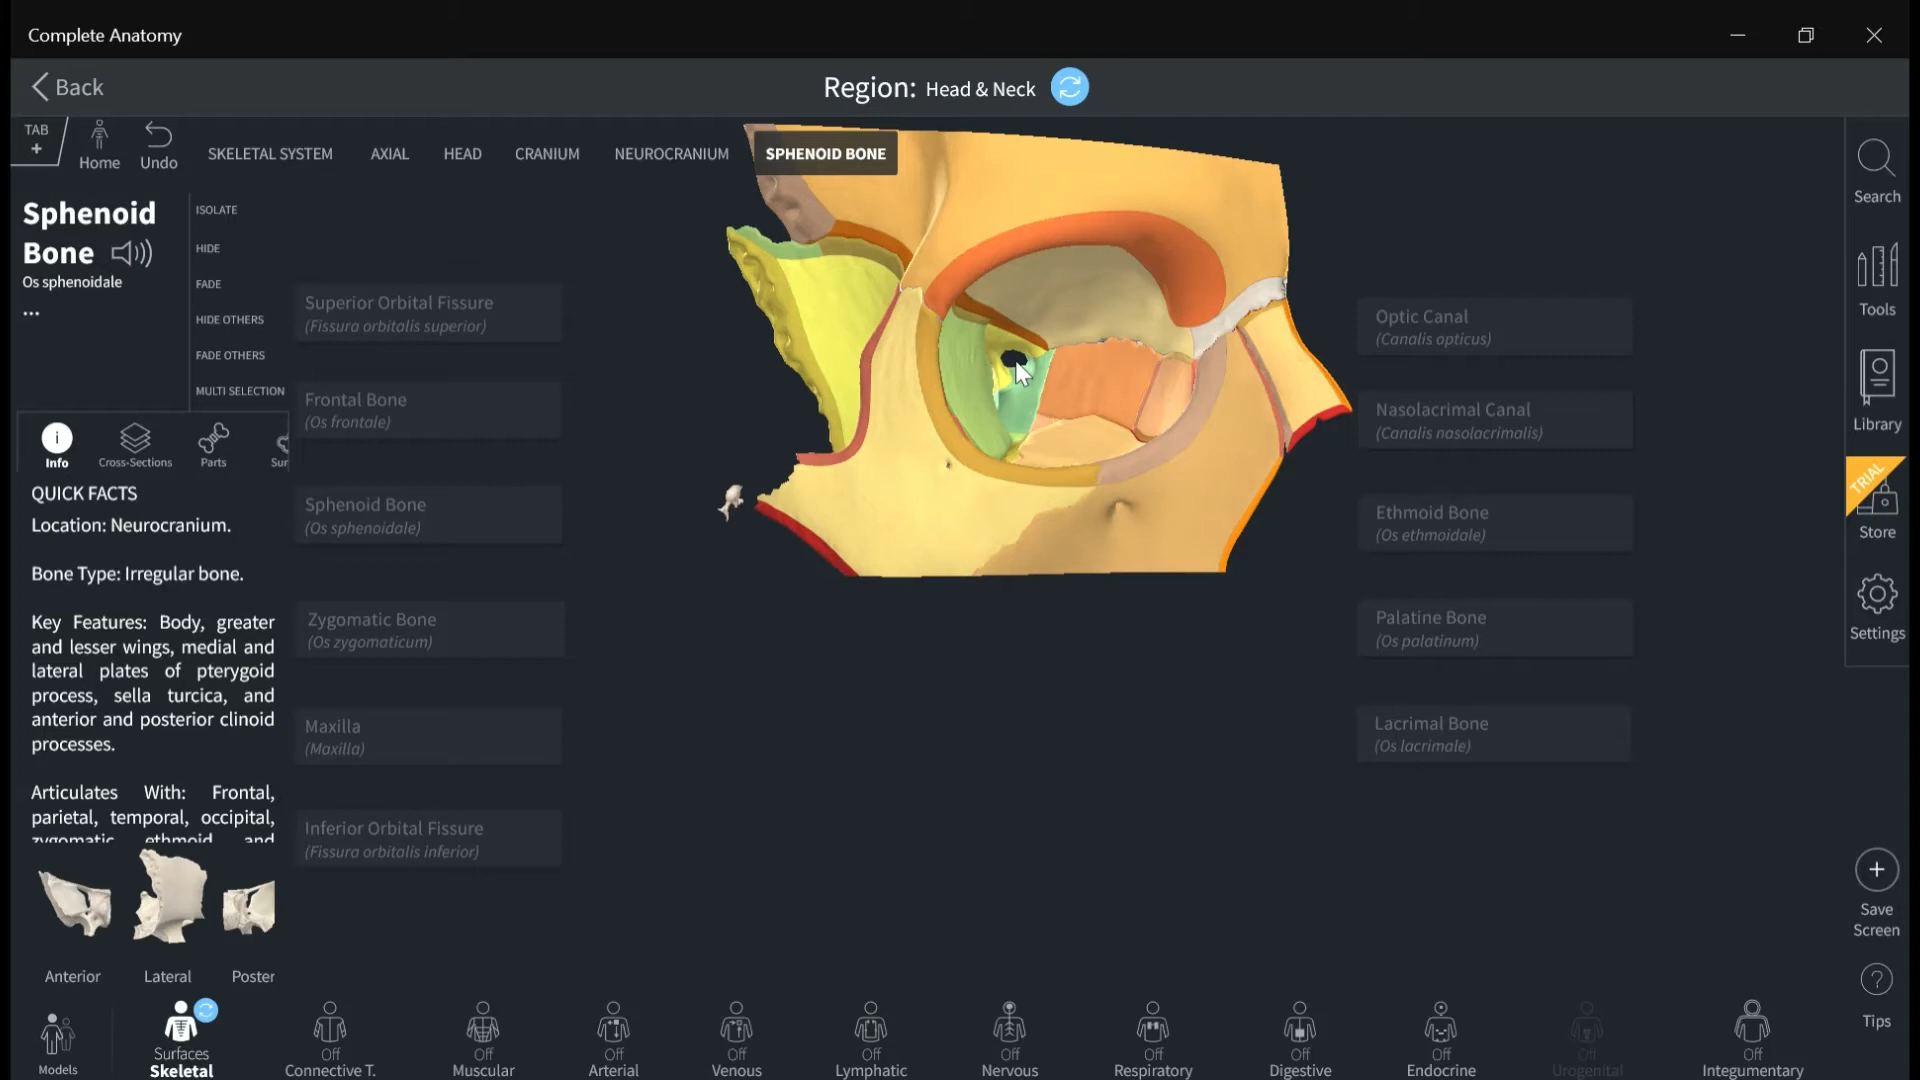 Complete Anatomy
Back
Region: Head & Neck
TAB
+
Home
Undo
SKELETAL SYSTEM
AXIAL
HEAD
CRANIUM
NEUROCRANIUM
SPHENOID BONE
Sphenoid
Bone
Os sphenoidale
...
ISOLATE
HIDE
FADE
HIDE OTHERS
FADE OTHERS
MULTI SELECTION
i
Info
Cross-Sections
Parts
Sur
QUICK FACTS
Location: Neurocranium.
Bone Type: Irregular bone.
Key Features: Body, greater
and lesser wings, medial and
lateral plates of pterygoid
process, sella turcica, and
anterior and posterior clinoid
processes.
Articulates With: Frontal,
parietal, temporal, occipital,
zygomatic, ethmoid and
Anterior
Lateral
Poster
Superior Orbital Fissure
(Fissura orbitalis superior)
Frontal Bone
(Os frontale)
Sphenoid Bone
(Os sphenoidale)
Zygomatic Bone
(Os zygomaticum)
Maxilla
(Maxilla)
Inferior Orbital Fissure
(Fissura orbitalis inferior)
Optic Canal
(Canalis opticus)
Nasolacrimal Canal
(Canalis nasolacrimalis)
Ethmoid Bone
(Os ethmoidale)
Palatine Bone
(Os palatinum)
Lacrimal Bone
(Os lacrimale)
Search
Tools
Library
TRIAL
Store
Settings
+
Save
Screen
?
Tips
Models
Surfaces
Skeletal
Off
Connective T.
Off
Muscular
Off
Arterial
Off
Venous
Off
Lymphatic
Off
Nervous
Off
Respiratory
Off
Digestive
Off
Endocrine
Off
Urogenital
Off
Integumentary